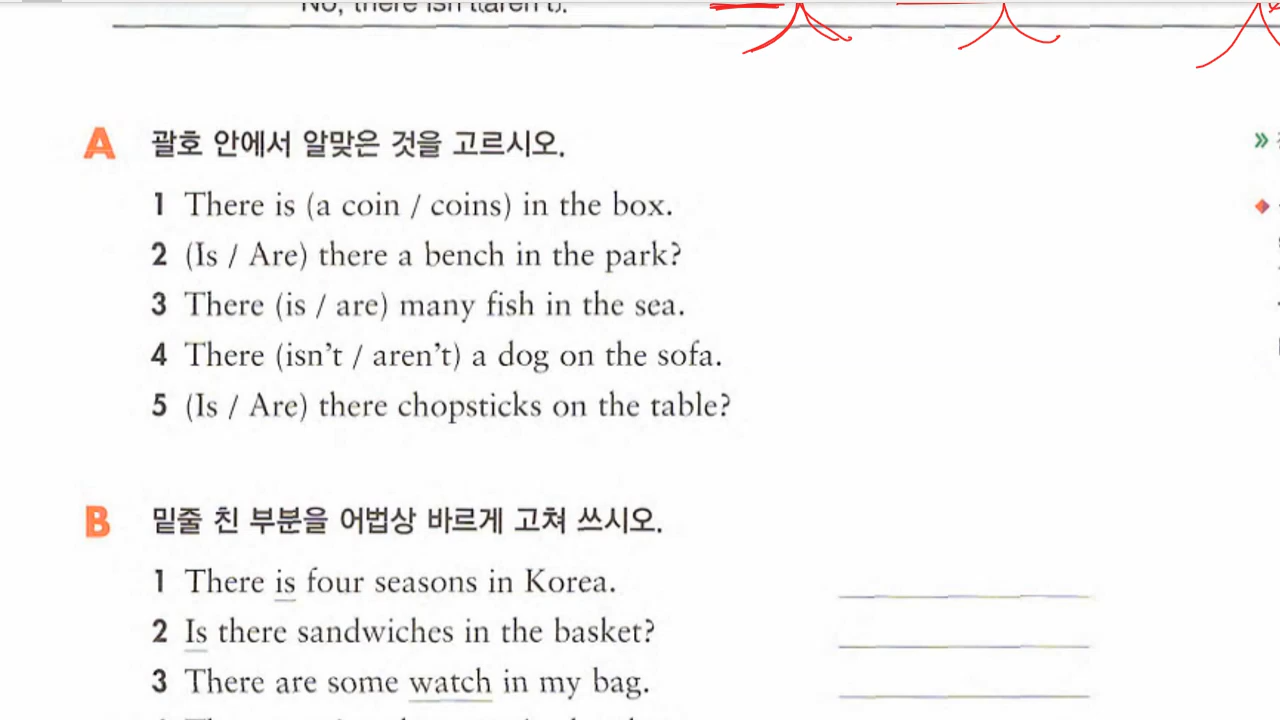 No, there isn't(aren't).
A 괄호 안에서 알맞은 것을 고르시오.
1 There is (a coin / coins) in the box.
2 (Is / Are) there a bench in the park?
3 There (is / are) many fish in the sea.
4 There (isn't / aren't) a dog on the sofa.
5 (Is / Are) there chopsticks on the table?
B 밑줄 친 부분을 어법상 바르게 고쳐 쓰시오.
1 There is four seasons in Korea.
2 Is there sandwiches in the basket?
3 There are some watch in my bag.